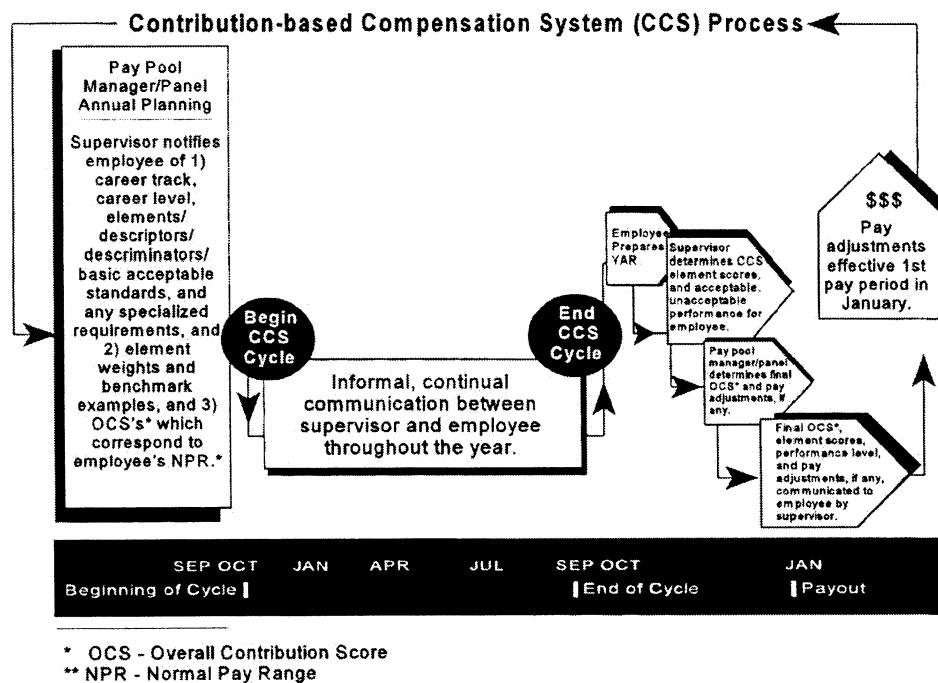 Contribution-based Compensation System (CCS) Process
Pay Pool
Manager/Panel
Annual Planning
Supervisor notifies
employee of 1)
career track,
career level,
elements/
descriptors/
descriminators/
basic acceptable
standards, and
any specialized
requirements, and
2) element
weights and
benchmark
examples, and 3)
OCS's* which
correspond to
employee's NPR.*
Begin
CCS
Cycle
Informal, continual
communication between
supervisor and employee
throughout the year.
End
CCS
Cycle
Employee
Prepares
YAR.
Supervisor
determines CCS
element scores,
and acceptable,
unacceptable
performance for
employee.
Pay pool
manager/panel
determines final
OCS* and pay
adjustments, if
any.
Final OCS*,
element scores,
performance level,
and pay
adjustments, if any,
communicated to
employee by
supervisor.
$$$
Pay
adjustments
effective 1st
pay period in
January.
SEP OCT JAN APR JUL SEP OCT JAN
Beginning of Cycle End of Cycle Payout
* OCS - Overall Contribution Score
** NPR - Normal Pay Range